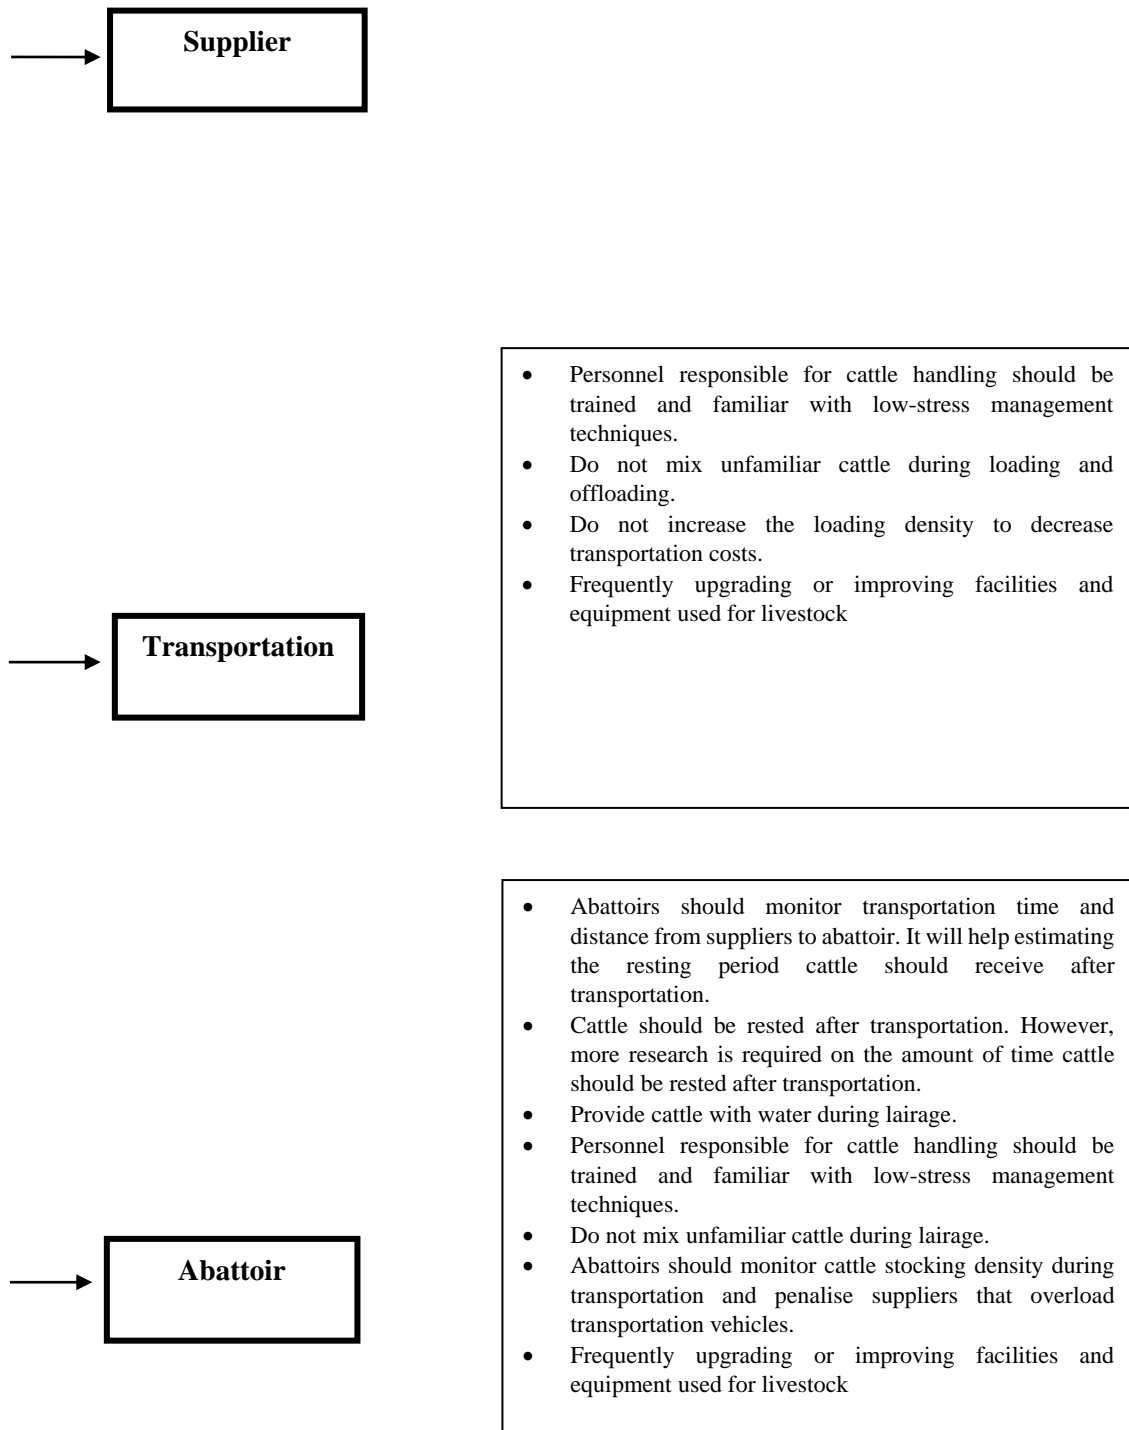 Supplier
• Personnel responsible for cattle handling should be
trained and familiar with low-stress management
techniques.
• Do not mix unfamiliar cattle during loading and
offloading.
• Do not increase the loading density to decrease
transportation costs.
• Frequently upgrading or improving facilities and
equipment used for livestock
Transportation
• Abattoirs should monitor transportation time and
distance from suppliers to abattoir. It will help estimating
the resting period cattle should receive after
transportation.
• Cattle should be rested after transportation. However,
more research is required on the amount of time cattle
should be rested after transportation.
• Provide cattle with water during lairage.
• Personnel responsible for cattle handling should be
trained and familiar with low-stress management
techniques.
• Do not mix unfamiliar cattle during lairage.
• Abattoirs should monitor cattle stocking density during
transportation and penalise suppliers that overload
transportation vehicles.
• Frequently upgrading or improving facilities and
equipment used for livestock
Abattoir